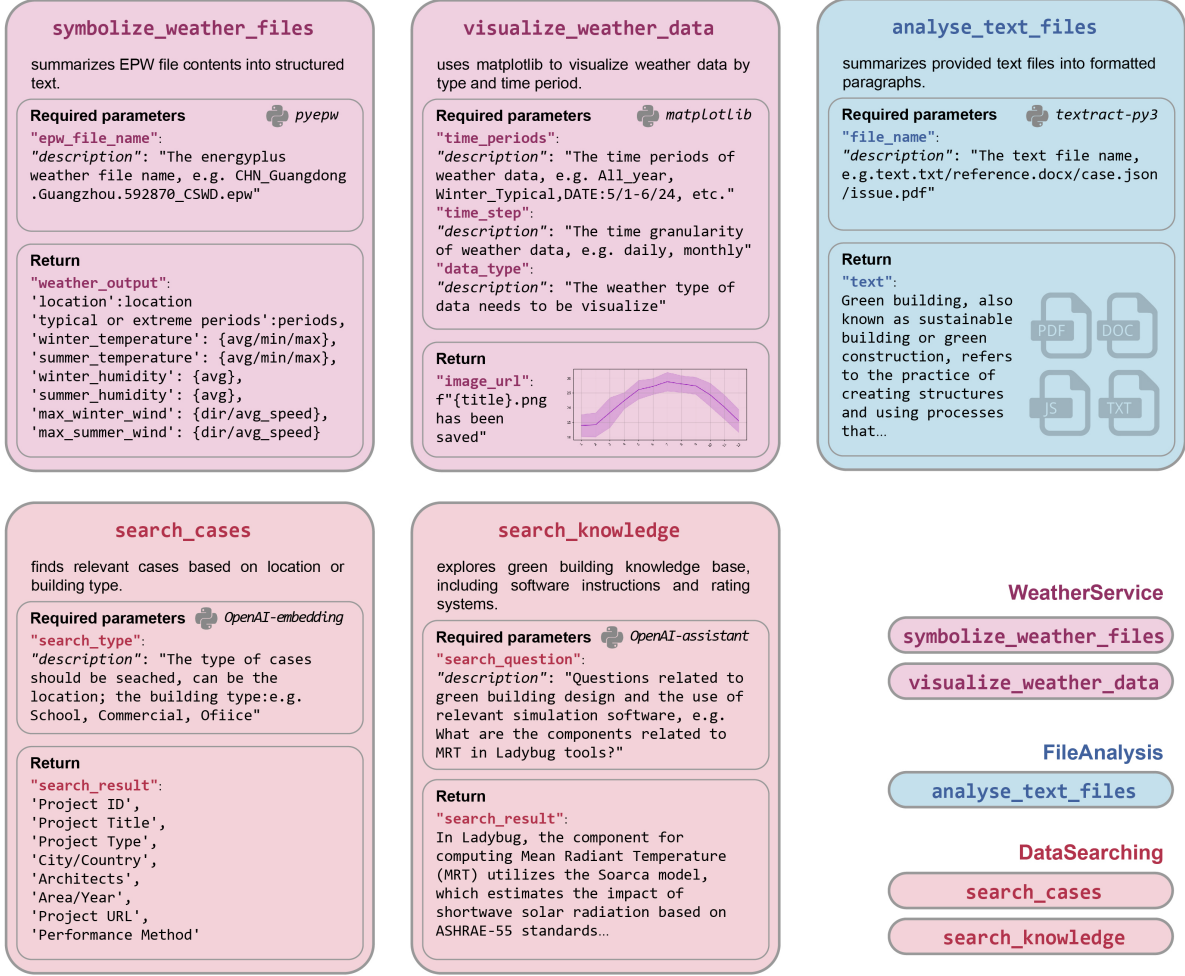 symbolize_weather_files
summarizes EPW file contents into structured
text.
Required parameters
pyepw
"epw_file_name":
"description": "The energyplus
weather file name, e.g. CHN_Guangdong
.Guangzhou.592870_CSWD.epw"
Return
"weather_output":
'location':location
'typical or extreme periods':periods,
'winter_temperature': {avg/min/max},
'summer_temperature': {avg/min/max},
'winter_humidity': {avg},
'summer_humidity': {avg},
'max_winter_wind': {dir/avg_speed},
'max_summer_wind': {dir/avg_speed}
visualize_weather_data
uses matplotlib to visualize weather data by
type and time period.
Required parameters
matplotlib
"time_periods":
"description": "The time periods of
weather data, e.g. All_year,
Winter_Typical,DATE:5/1-6/24, etc."
"time_step":
"description": "The time granularity
of weather data, e.g. daily, monthly"
"data_type":
"description": "The weather type of
data needs to be visualize"
Return
"image_url":
f"{title}.png
has been
saved"
analyse_text_files
summarizes provided text files into formatted
paragraphs.
Required parameters
textract-py3
"file_name":
"description": "The text file name,
e.g.text.txt/reference.docx/case.json
/issue.pdf"
Return
"text":
Green building, also
known as sustainable
building or green
construction, refers
to the practice of
creating structures
and using processes
that…
PDF
DOC
JS
TXT
search_cases
finds relevant cases based on location or
building type.
Required parameters
OpenAI-embedding
"search_type":
"description": "The type of cases
should be seached, can be the
location; the building type:e.g.
School, Commercial, Ofiice"
Return
"search_result":
'Project ID',
'Project Title',
'Project Type',
'City/Country',
'Architects',
'Area/Year',
'Project URL',
'Performance Method'
search_knowledge
explores green building knowledge base,
including software instructions and rating
systems.
Required parameters
OpenAI-assistant
"search_question":
"description": "Questions related to
green building design and the use of
relevant simulation software, e.g.
What are the components related to
MRT in Ladybug tools?"
Return
"search_result":
In Ladybug, the component for
computing Mean Radiant Temperature
(MRT) utilizes the Soarca model,
which estimates the impact of
shortwave solar radiation based on
ASHRAE-55 standards…
WeatherService
symbolize_weather_files
visualize_weather_data
FileAnalysis
analyse_text_files
DataSearching
search_cases
search_knowledge